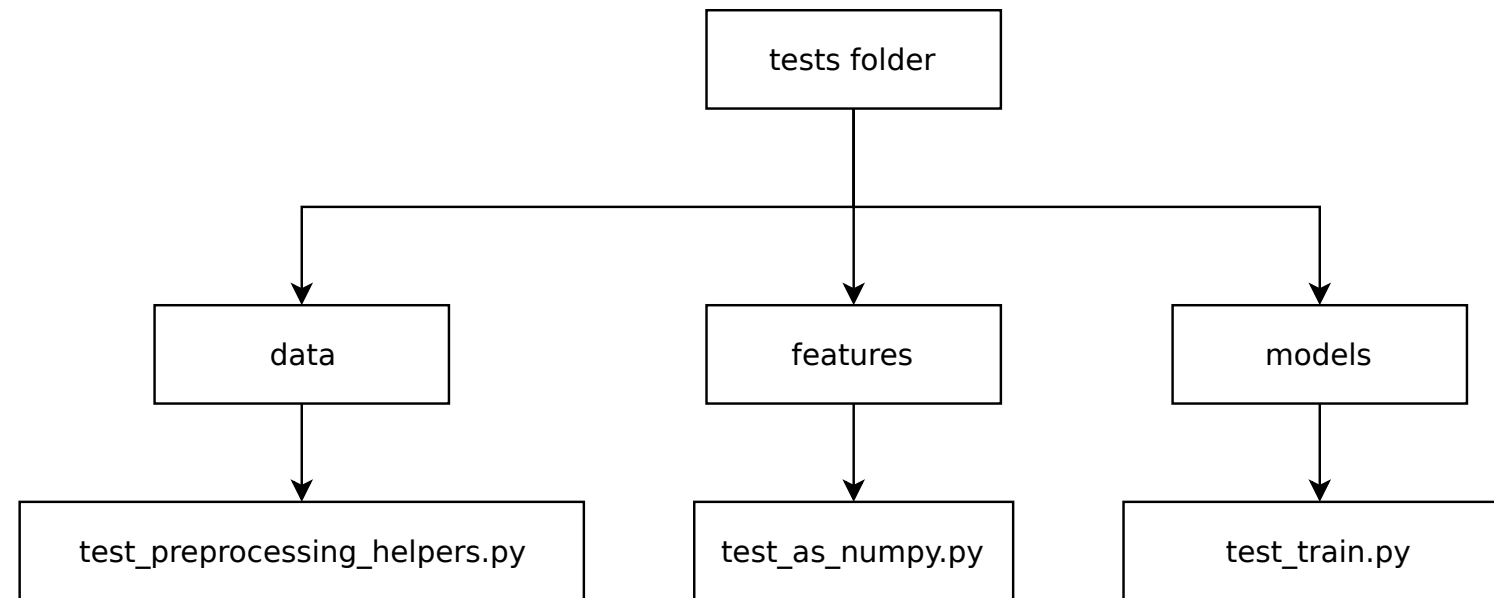 tests folder
data
features
models
test_preprocessing_helpers.py
test_as_numpy.py
test_train.py